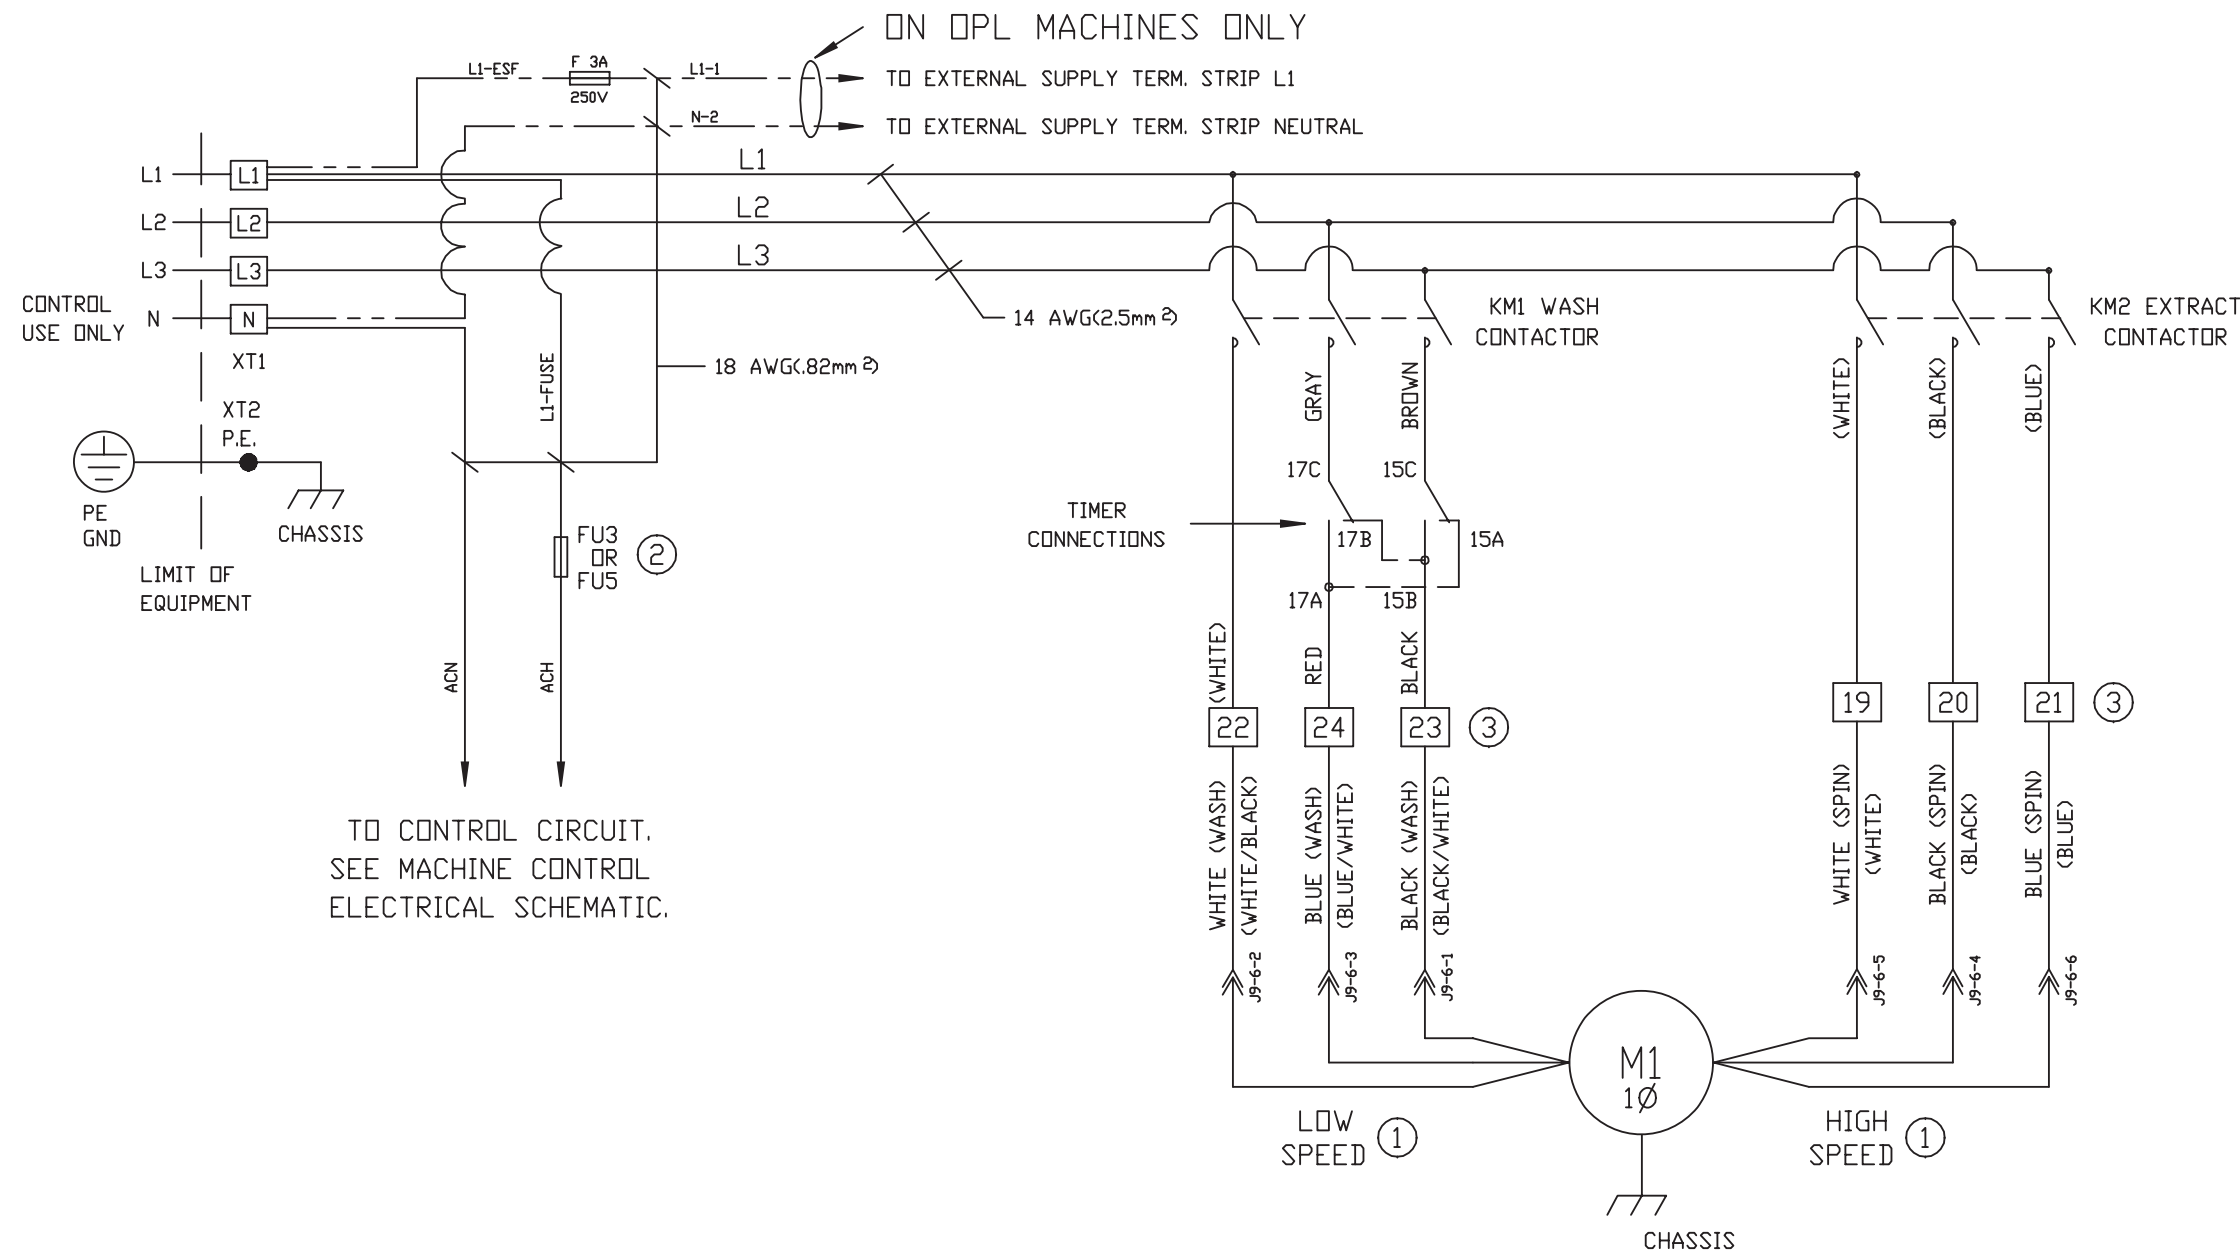 ON OPL MACHINES ONLY
L1-ESF
F 3A
250V
L1-1
TO EXTERNAL SUPPLY TERM. STRIP L1
N-2
TO EXTERNAL SUPPLY TERM. STRIP NEUTRAL
L1
L1
L1
L2
L2
L2
L3
L3
L3
CONTROL
USE ONLY
N
N
XT1
14 AWG(2.5mm²)
18 AWG(.82mm²)
KM1 WASH
CONTACTOR
KM2 EXTRACT
CONTACTOR
XT2
P.E.
PE
GND
CHASSIS
LIMIT OF
EQUIPMENT
L1-FUSE
FU3
OR
FU5
2
ACN
ACH
TO CONTROL CIRCUIT.
SEE MACHINE CONTROL
ELECTRICAL SCHEMATIC.
GRAY
BROWN
(WHITE)
(BLACK)
(BLUE)
17C
15C
TIMER
CONNECTIONS
17B
15A
17A
15B
(WHITE)
RED
BLACK
22
24
23
3
19
20
21
3
WHITE (WASH)
(WHITE/BLACK)
BLUE (WASH)
(BLUE/WHITE)
BLACK (WASH)
(BLACK/WHITE)
WHITE (SPIN)
(WHITE)
BLACK (SPIN)
(BLACK)
BLUE (SPIN)
(BLUE)
J9-6-2
J9-6-3
J9-6-1
J9-6-5
J9-6-4
J9-6-6
M1
1Ø
LOW
SPEED
1
HIGH
SPEED
1
CHASSIS